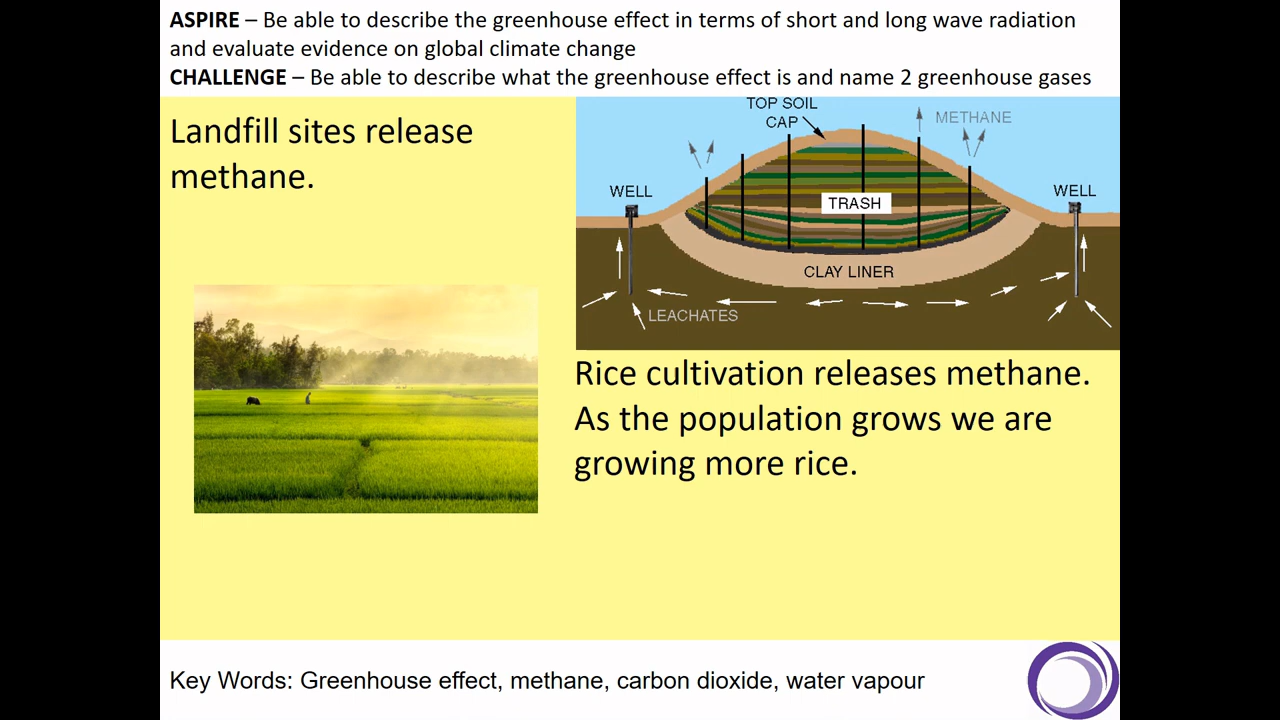 ASPIRE – Be able to describe the greenhouse effect in terms of short and long wave radiation
and evaluate evidence on global climate change
CHALLENGE – Be able to describe what the greenhouse effect is and name 2 greenhouse gases
Landfill sites release
methane.
TOP SOIL
CAP
METHANE
WELL
WELL
TRASH
CLAY LINER
LEACHATES
Rice cultivation releases methane.
As the population grows we are
growing more rice.
Key Words: Greenhouse effect, methane, carbon dioxide, water vapour